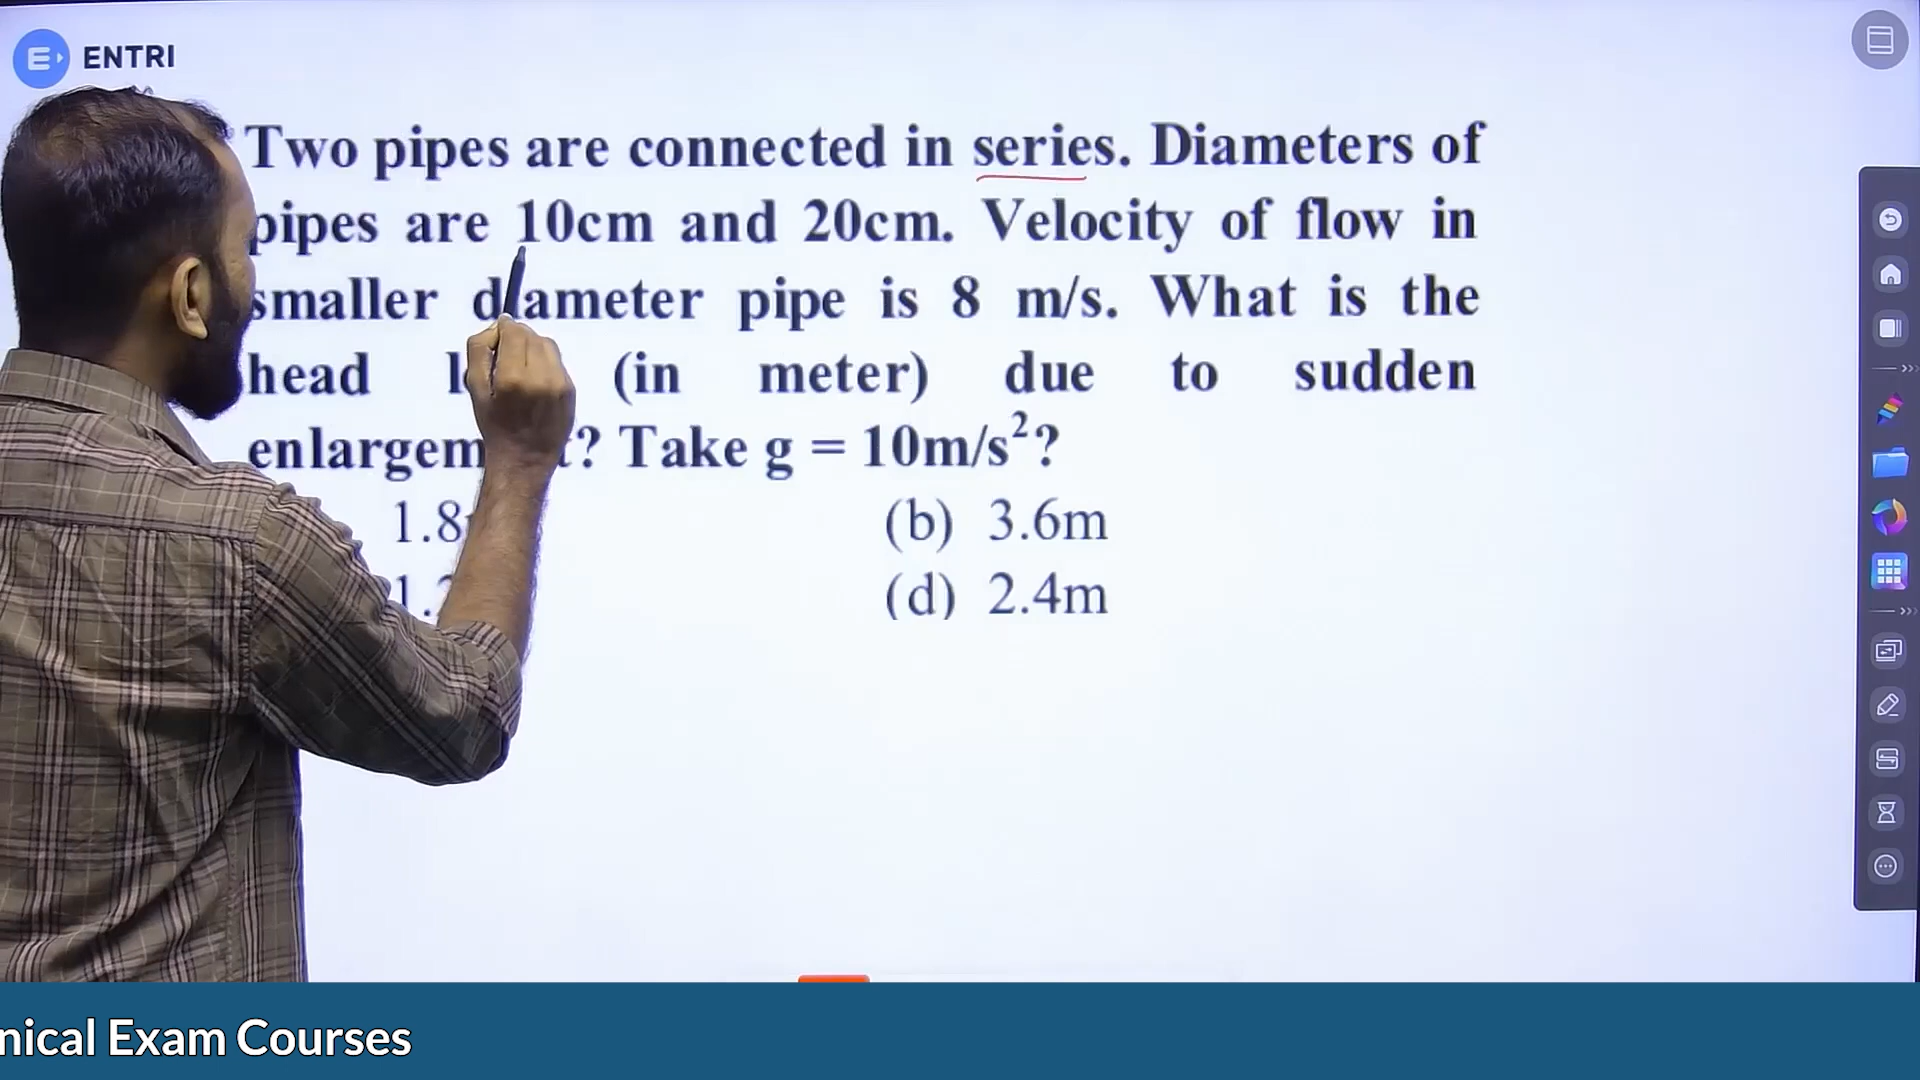 ENTRI
Two pipes are connected in series. Diameters of
pipes are 10cm and 20cm. Velocity of flow in
smaller diameter pipe is 8 m/s. What is the
head (in meter) due to sudden
? Take g = 10m/s²?
1.8 (b) 3.6m
(d) 2.4m
Exam Courses